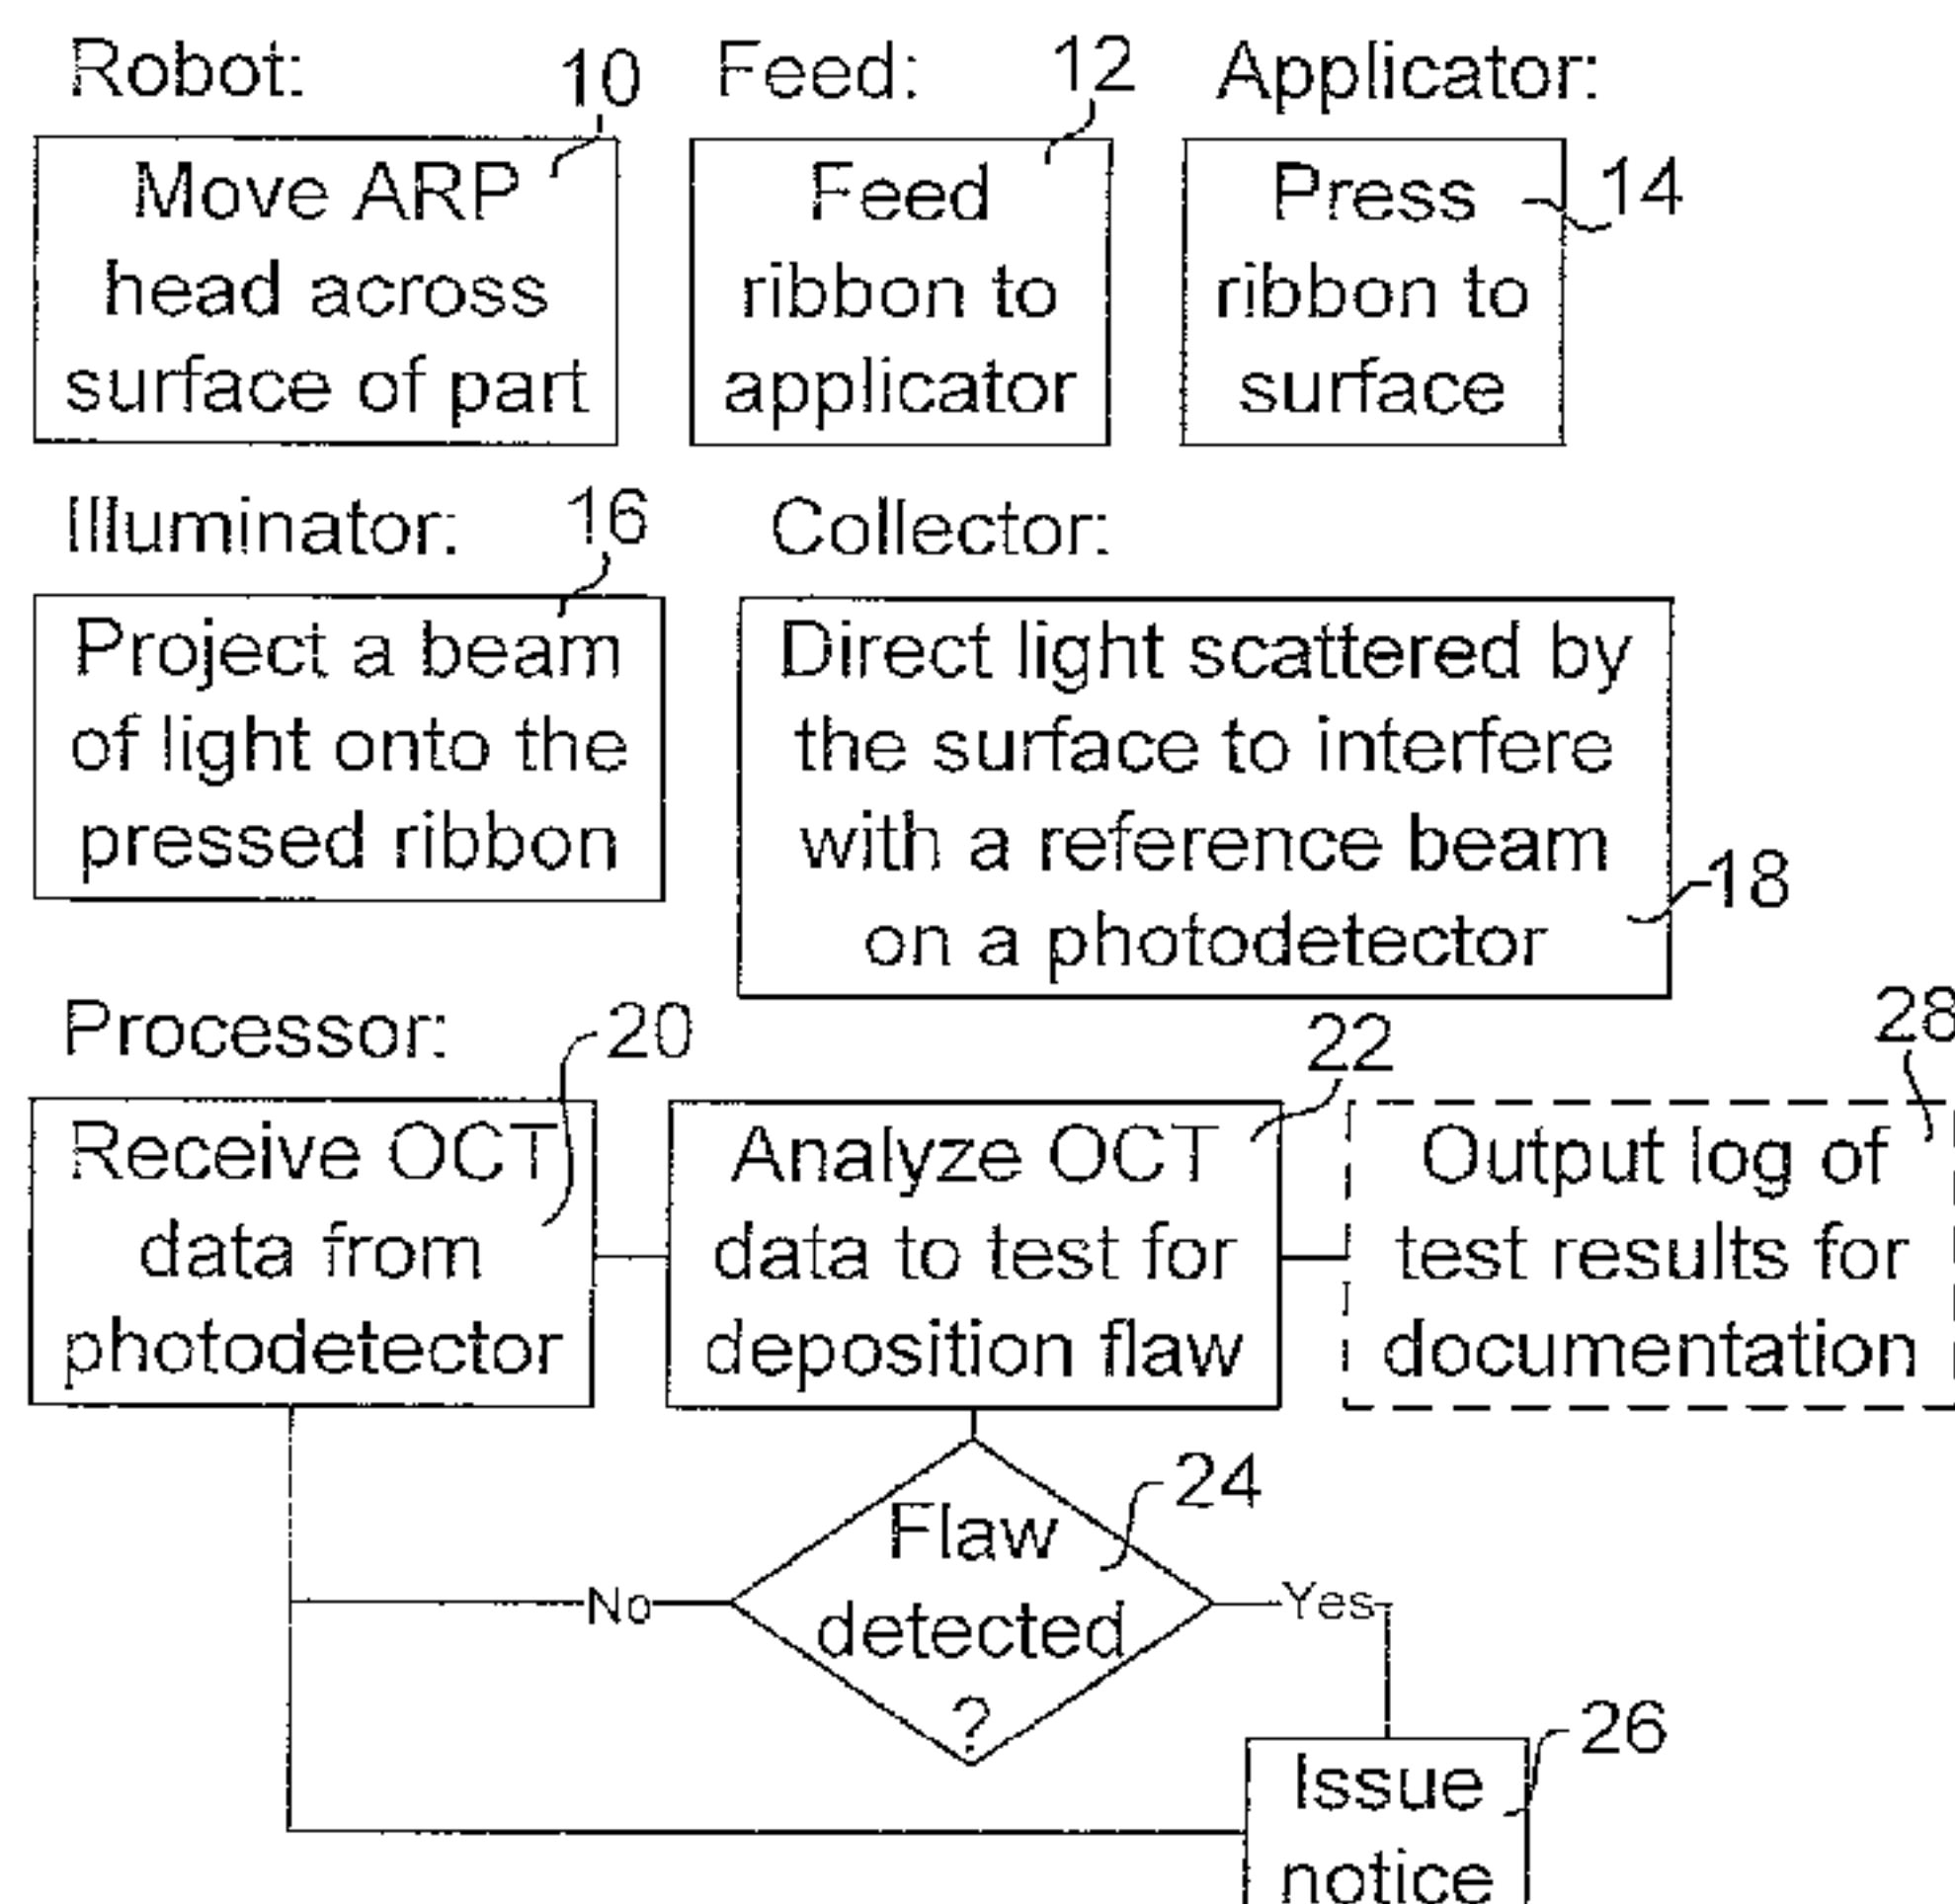 Robot:
10
Feed:
12
Applicator:
Move ARP
head across
surface of part
Feed
ribbon to
applicator
Press
ribbon to
surface
14
Illuminator:
16
Collector:
Project a beam
of light onto the
pressed ribbon
Direct light scattered by
the surface to interfere
with a reference beam
on a photodetector
18
Processor:
20
22
28
Receive OCT
data from
photodetector
Analyze OCT
data to test for
deposition flaw
Output log of
test results for
documentation
Flaw
detected
?
24
No
Yes
26
Issue
notice